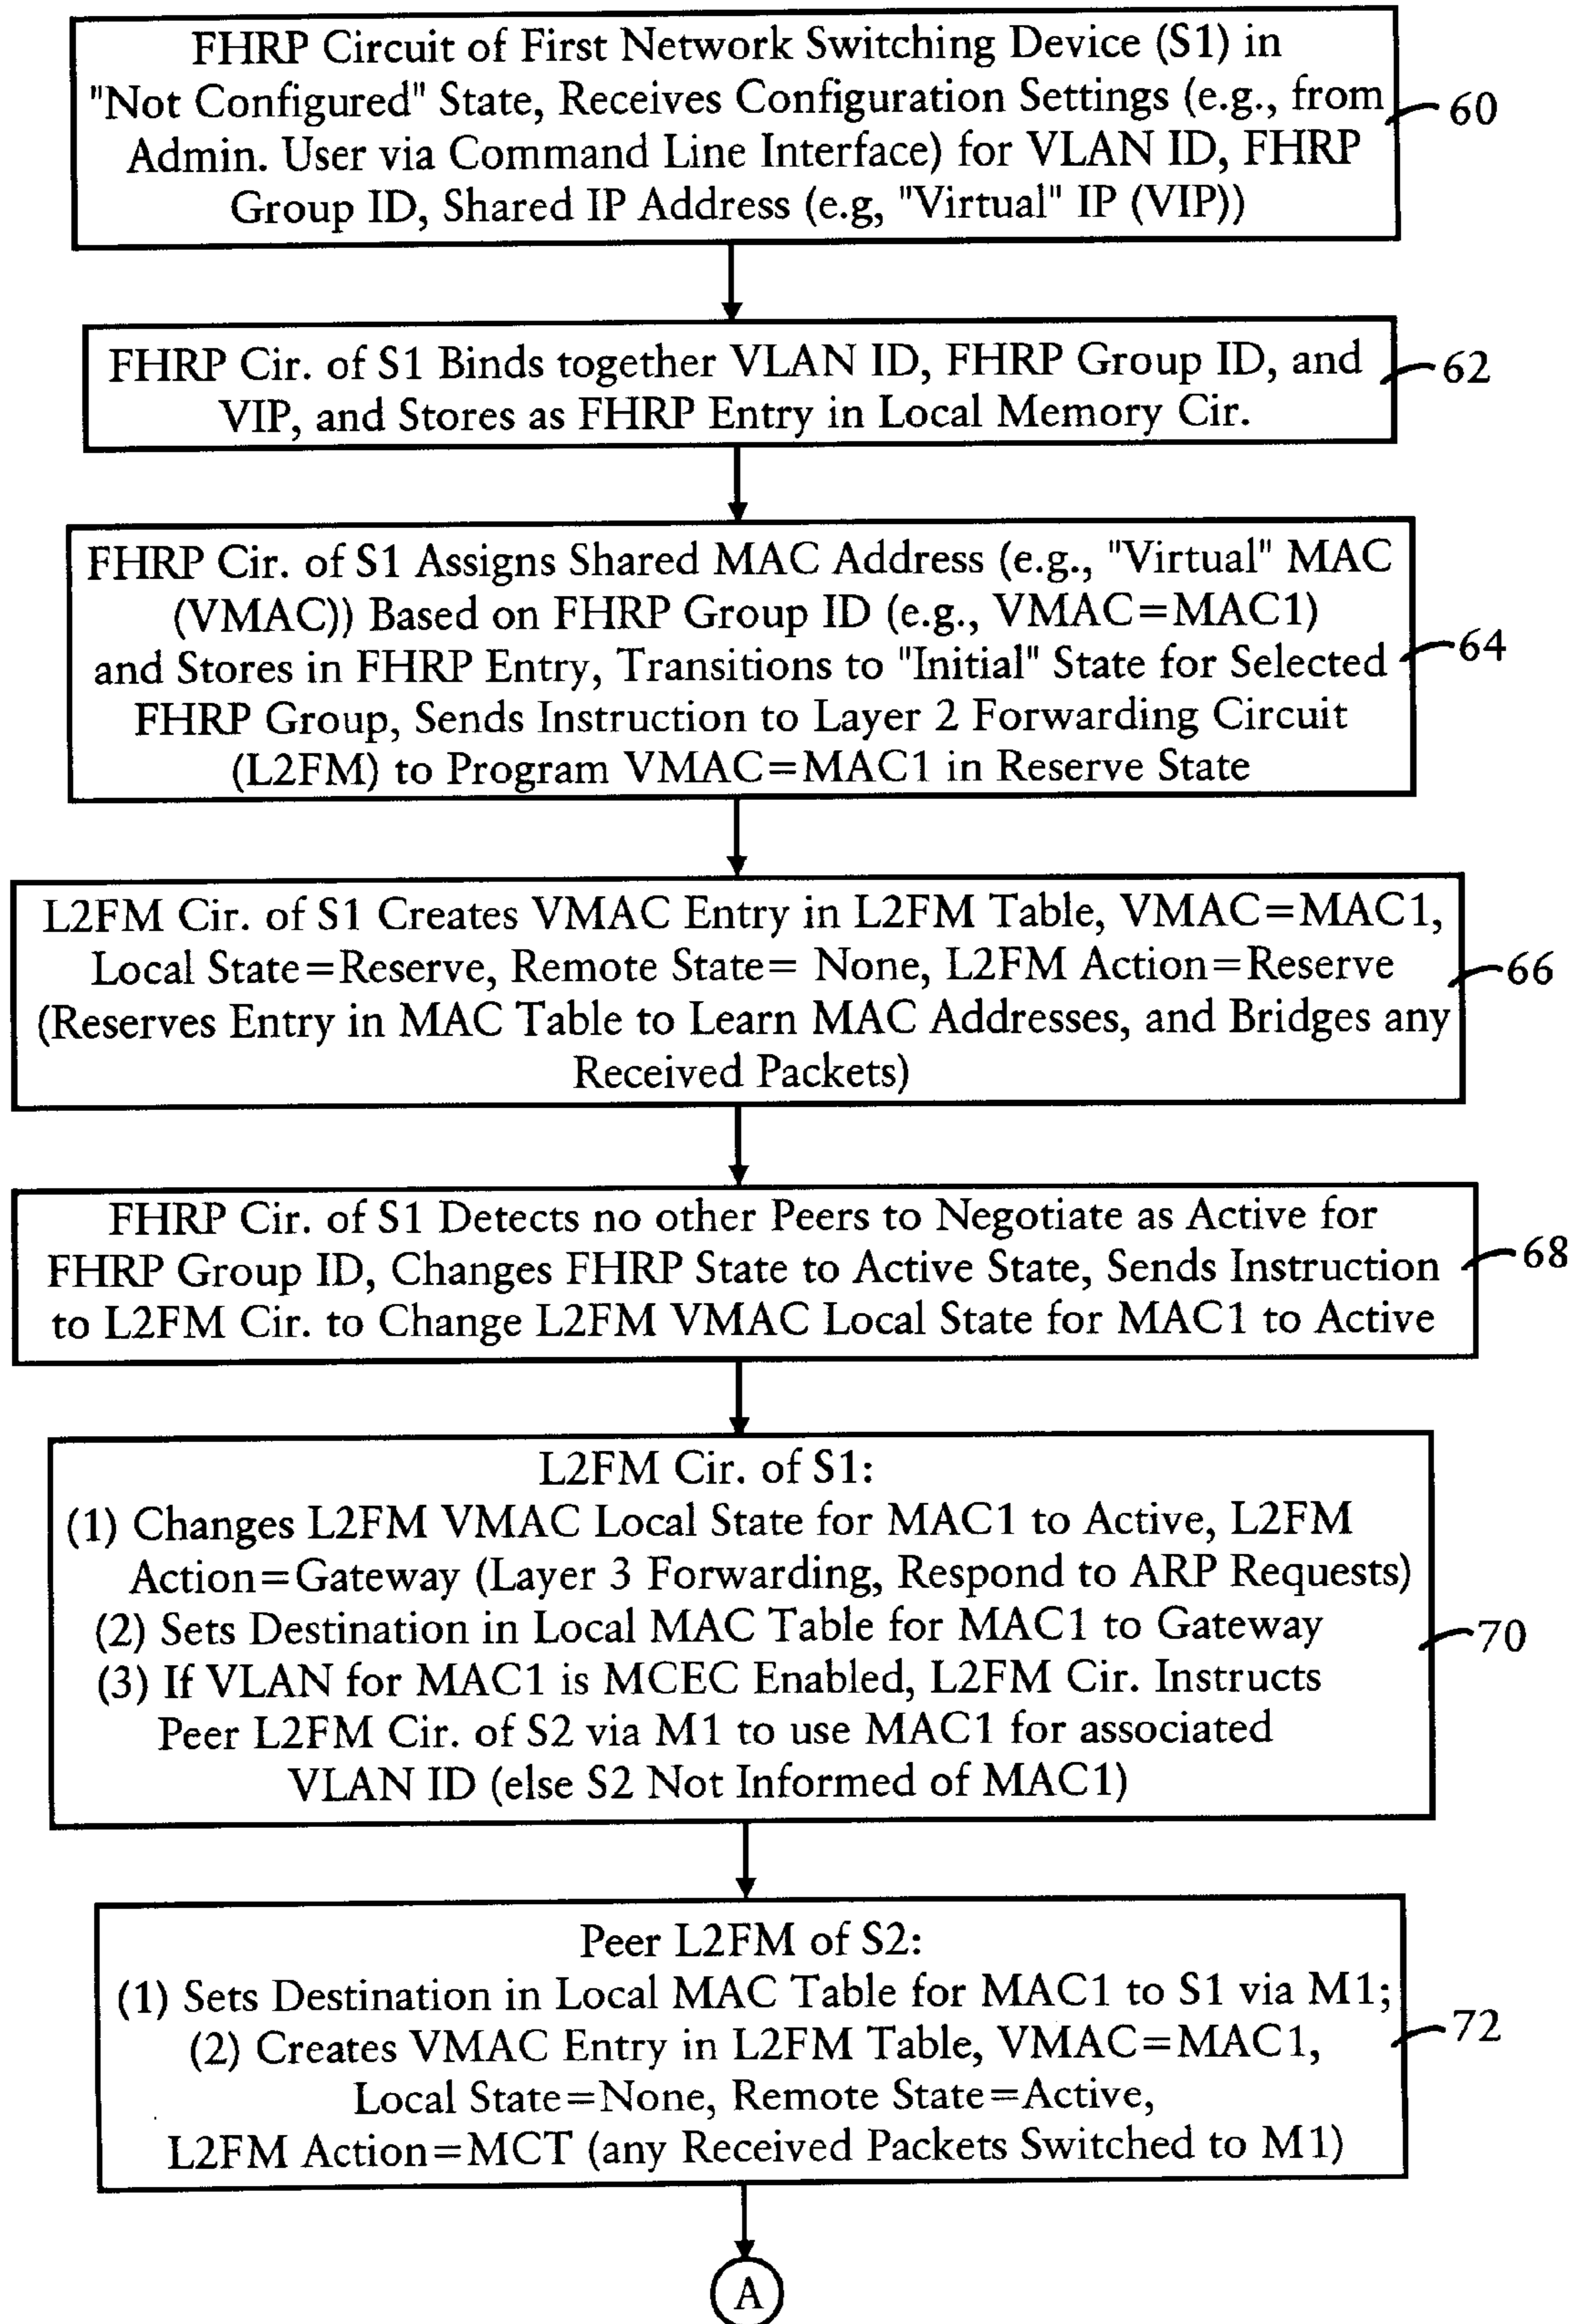 FHRP Circuit of First Network Switching Device (S1) in
"Not Configured" State, Receives Configuration Settings (e.g., from
Admin. User via Command Line Interface) for VLAN ID, FHRP
Group ID, Shared IP Address (e.g, "Virtual" IP (VIP))
60
FHRP Cir. of S1 Binds together VLAN ID, FHRP Group ID, and
VIP, and Stores as FHRP Entry in Local Memory Cir.
62
FHRP Cir. of S1 Assigns Shared MAC Address (e.g., "Virtual" MAC
(VMAC)) Based on FHRP Group ID (e.g., VMAC=MAC1)
and Stores in FHRP Entry, Transitions to "Initial" State for Selected
FHRP Group, Sends Instruction to Layer 2 Forwarding Circuit
(L2FM) to Program VMAC=MAC1 in Reserve State
64
L2FM Cir. of S1 Creates VMAC Entry in L2FM Table, VMAC=MAC1,
Local State=Reserve, Remote State= None, L2FM Action=Reserve
(Reserves Entry in MAC Table to Learn MAC Addresses, and Bridges any
Received Packets)
66
FHRP Cir. of S1 Detects no other Peers to Negotiate as Active for
FHRP Group ID, Changes FHRP State to Active State, Sends Instruction
to L2FM Cir. to Change L2FM VMAC Local State for MAC1 to Active
68
L2FM Cir. of S1:
(1) Changes L2FM VMAC Local State for MAC1 to Active, L2FM
Action=Gateway (Layer 3 Forwarding, Respond to ARP Requests)
(2) Sets Destination in Local MAC Table for MAC1 to Gateway
(3) If VLAN for MAC1 is MCEC Enabled, L2FM Cir. Instructs
Peer L2FM Cir. of S2 via M1 to use MAC1 for associated
VLAN ID (else S2 Not Informed of MAC1)
70
Peer L2FM of S2:
(1) Sets Destination in Local MAC Table for MAC1 to S1 via M1;
(2) Creates VMAC Entry in L2FM Table, VMAC=MAC1,
Local State=None, Remote State=Active,
L2FM Action=MCT (any Received Packets Switched to M1)
72
A